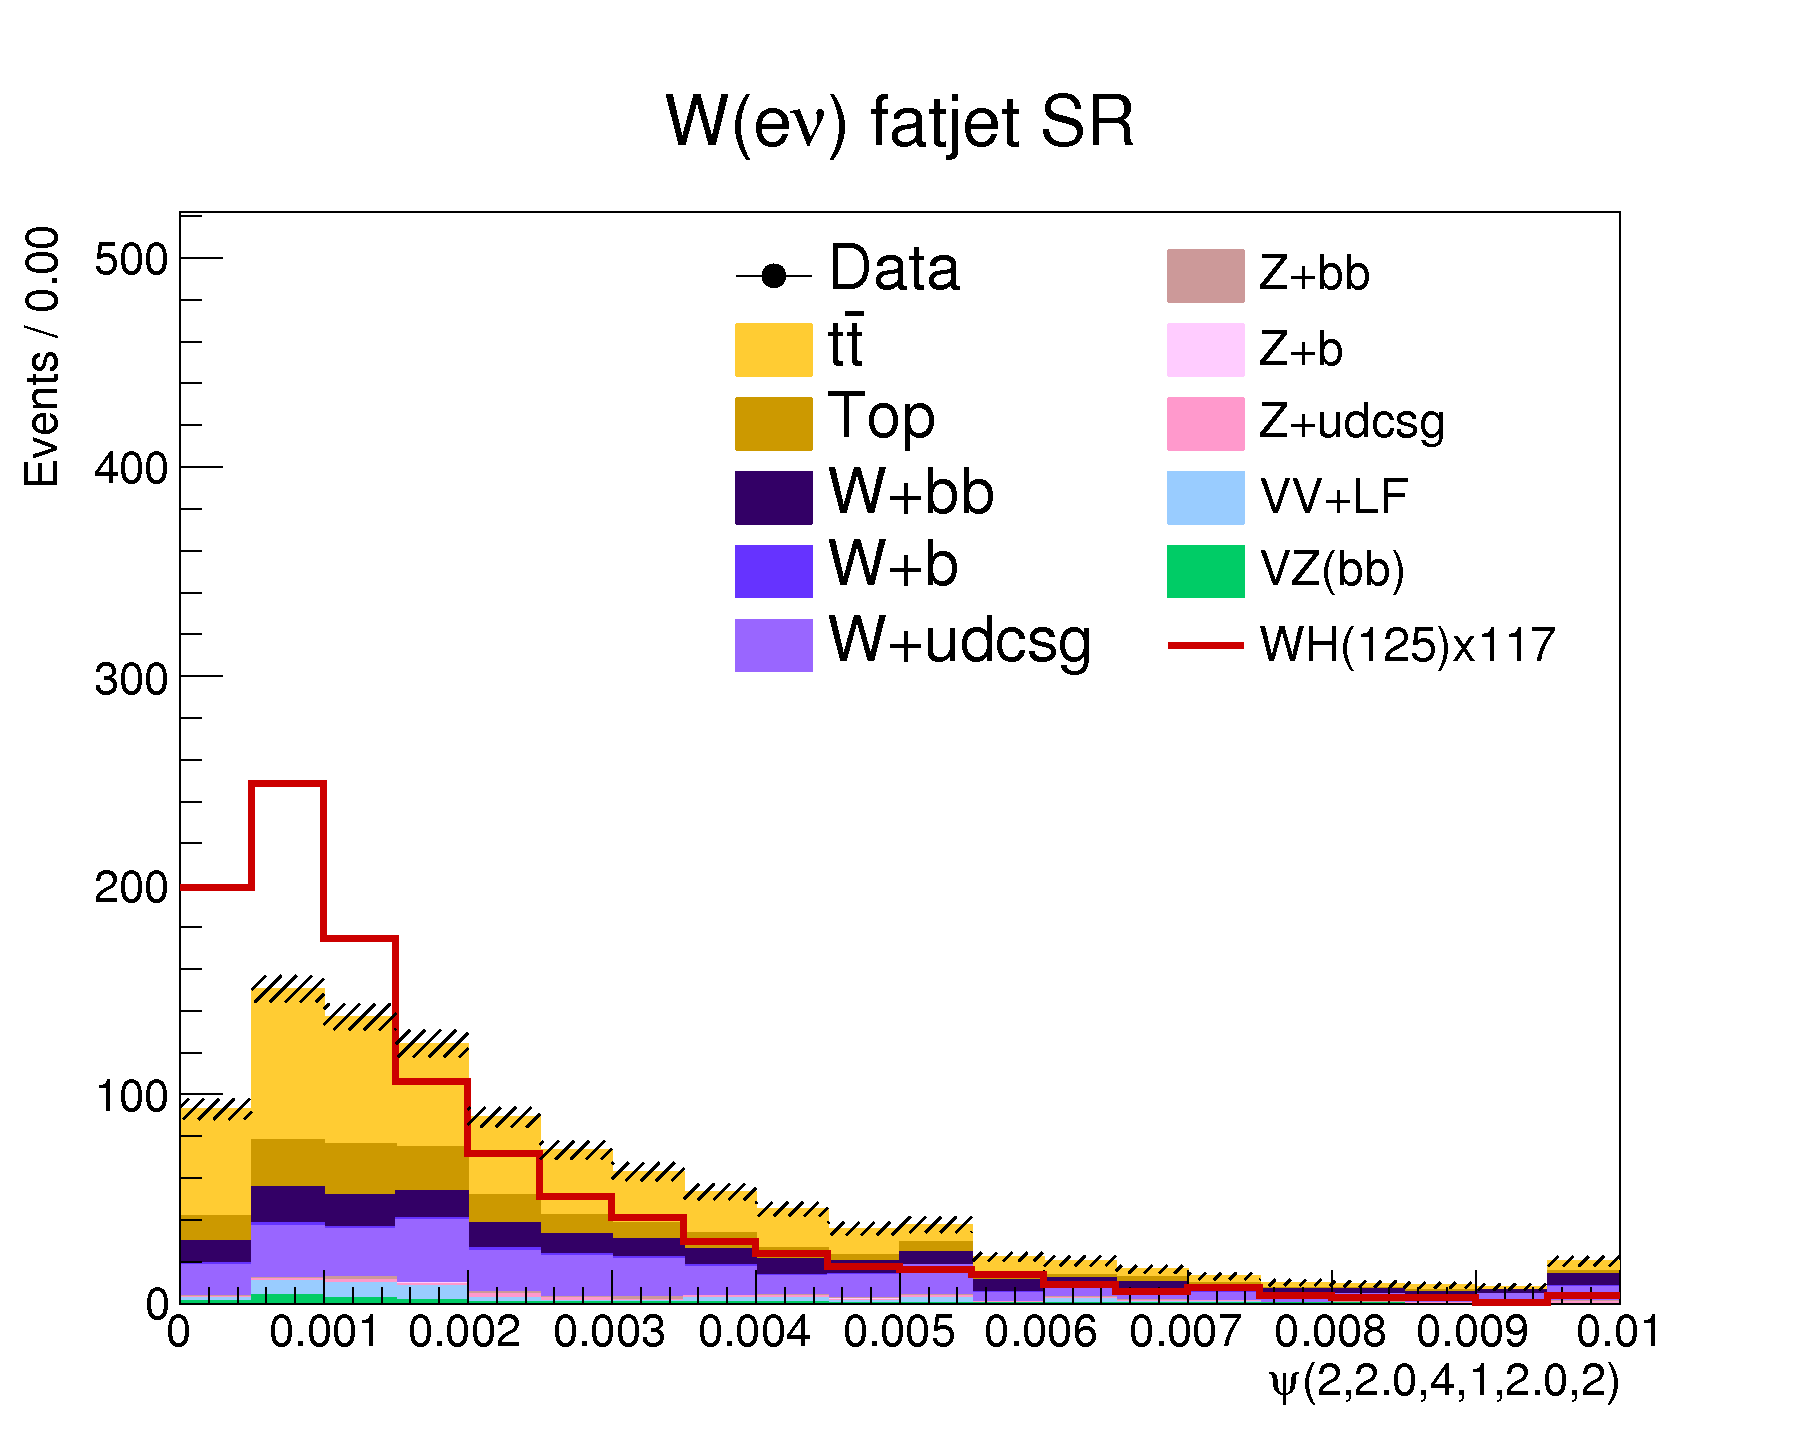 W(eν) fatjet SR
Events / 0.00
500
400
300
200
100
0
Data
tt̄
Top
W+bb
W+b
W+udcsg
Z+bb
Z+b
Z+udcsg
VV+LF
VZ(bb)
WH(125)x117
0 0.001 0.002 0.003 0.004 0.005 0.006 0.007 0.008 0.009 0.01
ψ(2,2.0,4,1,2.0,2)